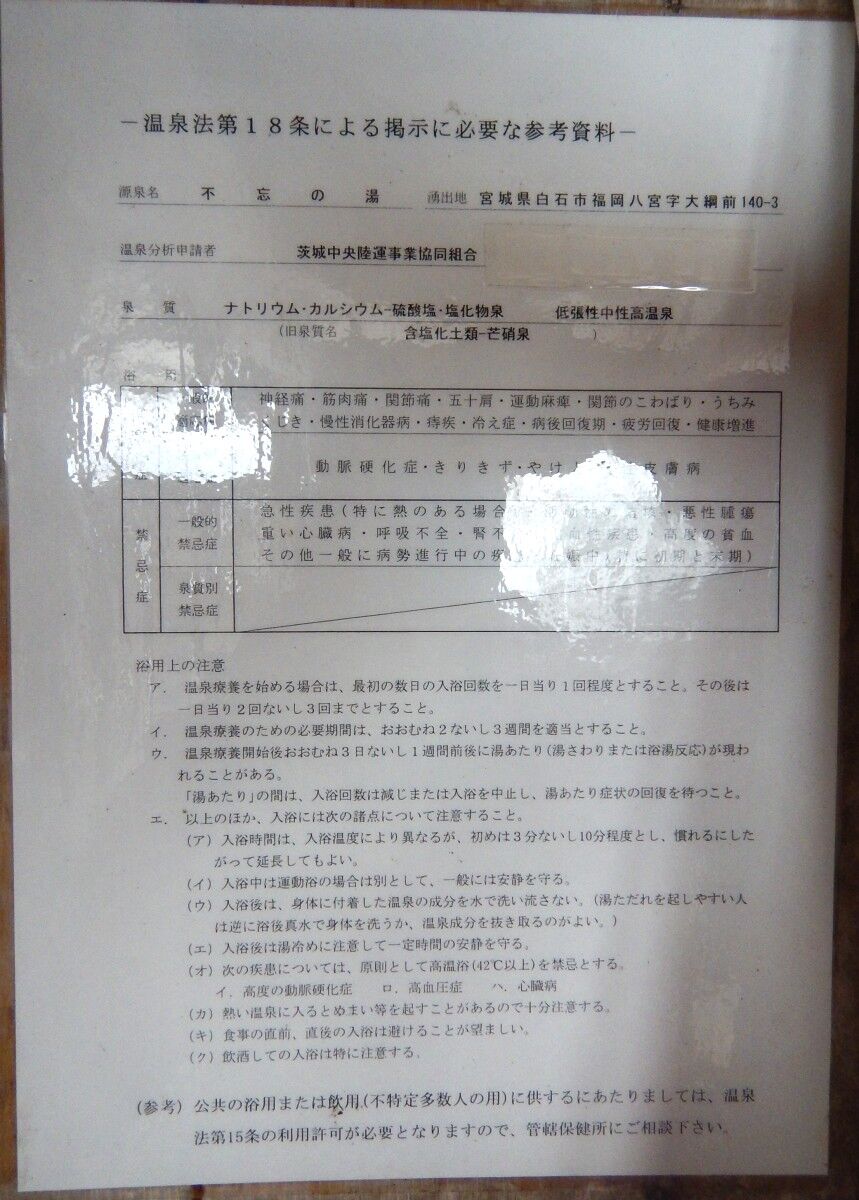 －温泉法第１８条による掲示に必要な参考資料－
源泉名 不忘の湯 湧出地 宮城県白石市福岡八宮字大綱前140-3
温泉分析申請者 茨城中央陸運事業協同組合
泉質 ナトリウム・カルシウム−硫酸塩・塩化物泉 低張性中性高温泉
(旧泉質名 含塩化土類−芒硝泉 )
浴
神経痛・筋肉痛・関節痛・五十肩・運動麻痺・関節のこわばり・うちみ
くじき・慢性消化器病・痔疾・冷え症・病後回復期・疲労回復・健康増進
症 動脈硬化症・きりきず・やけ 皮膚病
禁忌症
一般的禁忌症
急性疾患(特に熱のある場合 ・悪性腫瘍
重い心臓病・呼吸不全・腎不 血性疾患・高度の貧血
その他一般に病勢進行中の疾 初期と末期)
泉質別禁忌症
浴用上の注意
ア． 温泉療養を始める場合は、最初の数日の入浴回数を一日当り１回程度とすること。その後は
一日当り２回ないし３回までとすること。
イ． 温泉療養のための必要期間は、おおむね２ないし３週間を適当とすること。
ウ． 温泉療養開始後おおむね３日ないし１週間前後に湯あたり(湯さわりまたは浴湯反応)が現わ
れることがある。
「湯あたり」の間は、入浴回数は減じまたは入浴を中止し、湯あたり症状の回復を待つこと。
エ． 以上のほか、入浴には次の諸点について注意すること。
(ア) 入浴時間は、入浴温度により異なるが、初めは３分ないし10分程度とし、慣れるにした
がって延長してもよい。
(イ) 入浴中は運動浴の場合は別として、一般には安静を守る。
(ウ) 入浴後は、身体に付着した温泉の成分を水で洗い流さない。(湯ただれを起しやすい人
は逆に浴後真水で身体を洗うか、温泉成分を抜き取るのがよい。)
(エ) 入浴後は湯冷めに注意して一定時間の安静を守る。
(オ) 次の疾患については、原則として高温浴(42℃以上)を禁忌とする。
イ．高度の動脈硬化症 ロ．高血圧症 ハ．心臓病
(カ) 熱い温泉に入るとめまい等を起すことがあるので十分注意する。
(キ) 食事の直前、直後の入浴は避けることが望ましい。
(ク) 飲酒しての入浴は特に注意する．
(参考) 公共の浴用または飲用(不特定多数人の用)に供するにあたりましては、温泉
法第15条の利用許可が必要となりますので、管轄保健所にご相談下さい。